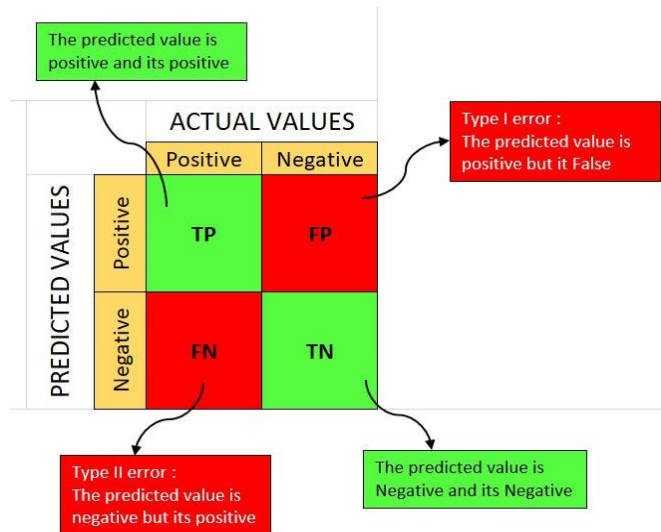 The predicted value is
positive and its positive
ACTUAL VALUES
Type I error :
The predicted value is
positive but it False
Positive
Negative
PREDICTED VALUES
Positive
TP
FP
Negative
FN
TN
Type II error :
The predicted value is
negative but its positive
The predicted value is
Negative and its Negative